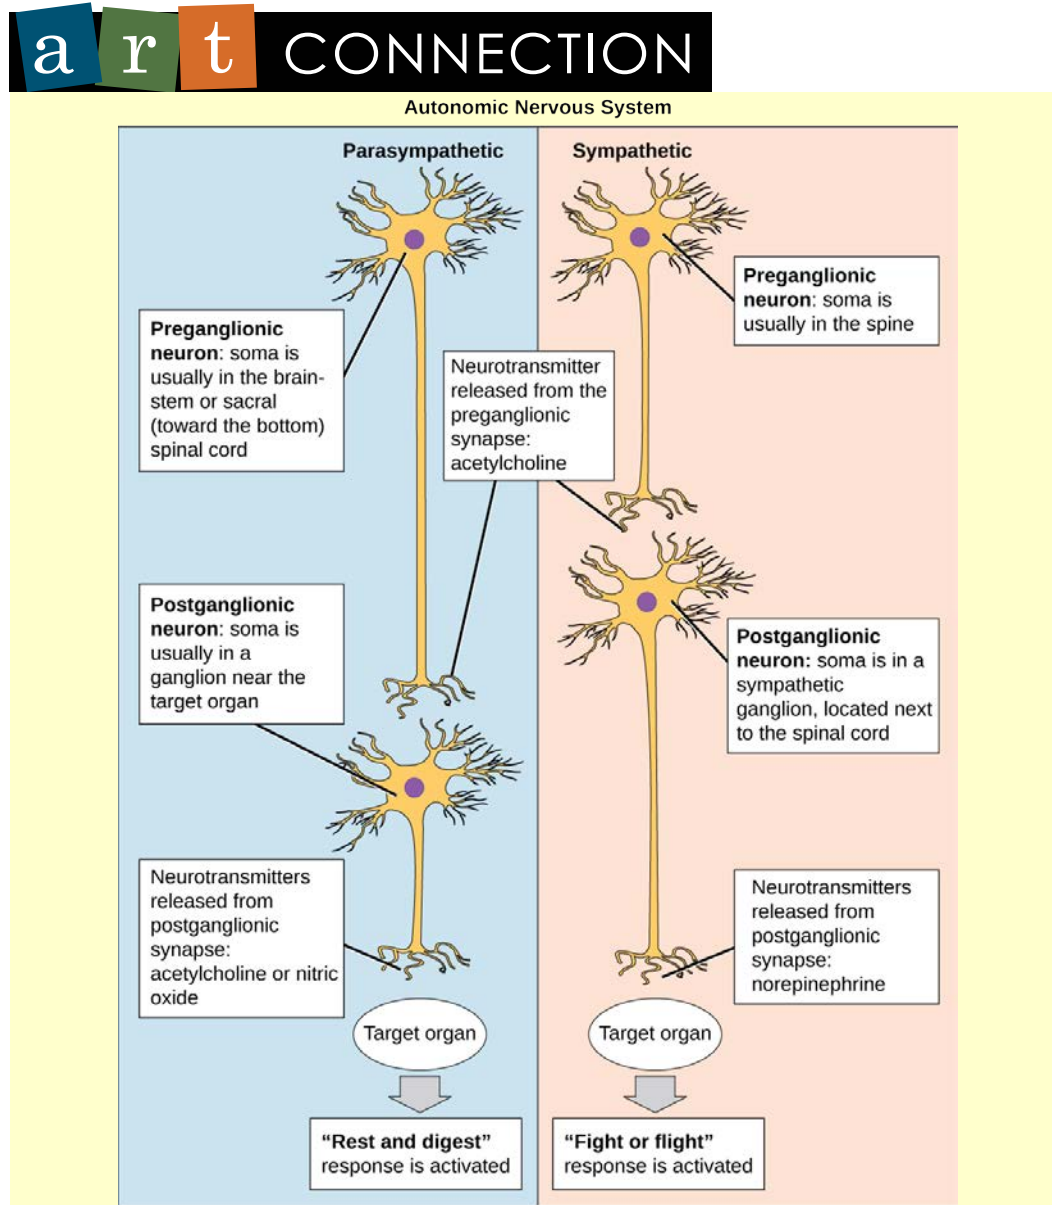 art CONNECTION
Autonomic Nervous System
Parasympathetic
Sympathetic
Preganglionic
neuron: soma is
usually in the spine
Preganglionic
neuron: soma is
usually in the brain-
stem or sacral
(toward the bottom)
spinal cord
Neurotransmitter
released from the
preganglionic
synapse:
acetylcholine
Postganglionic
neuron: soma is
usually in a
ganglion near the
target organ
Postganglionic
neuron: soma is in a
sympathetic
ganglion, located next
to the spinal cord
Neurotransmitters
released from
postganglionic
synapse:
acetylcholine or nitric
oxide
Neurotransmitters
released from
postganglionic
synapse:
norepinephrine
Target organ
Target organ
“Rest and digest”
response is activated
“Fight or flight”
response is activated